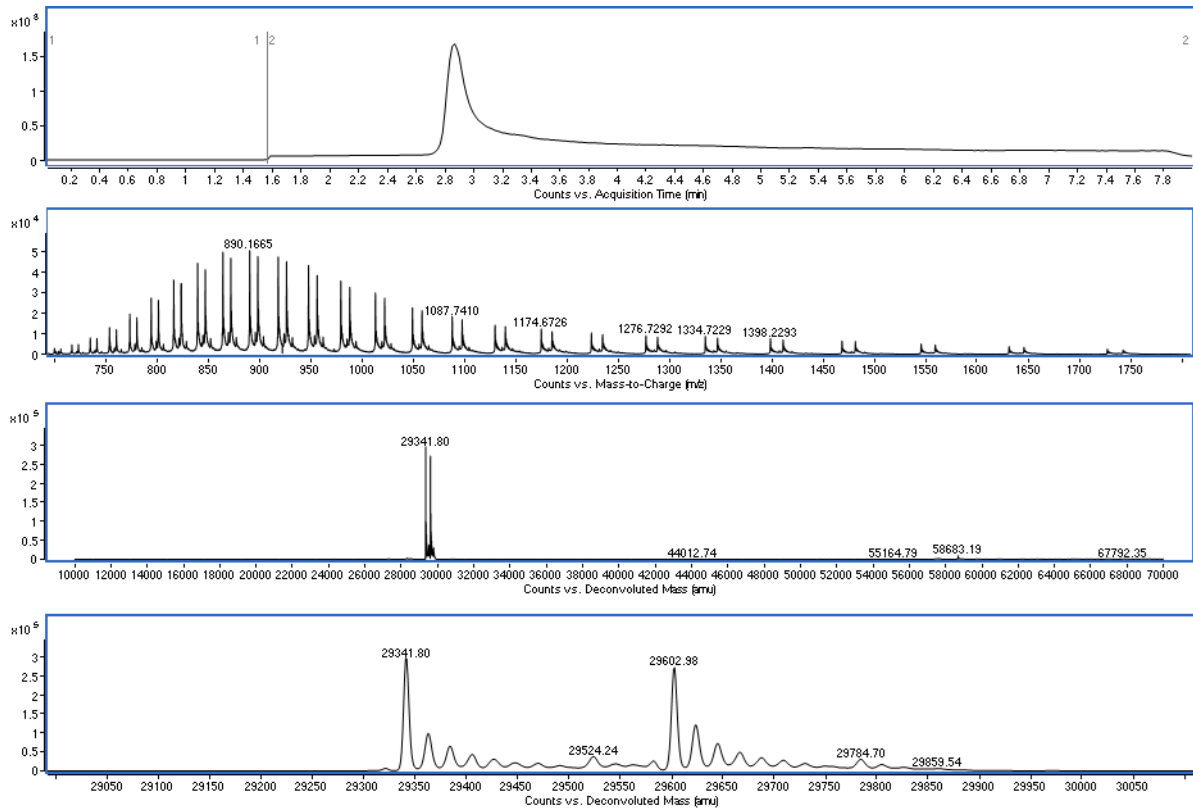 x10 8
1 1 2 2
1.5
1
0.5
0
0.2 0.4 0.6 0.8 1 1.2 1.4 1.6 1.8 2 2.2 2.4 2.6 2.8 3 3.2 3.4 3.6 3.8 4 4.2 4.4 4.6 4.8 5 5.2 5.4 5.6 5.8 6 6.2 6.4 6.6 6.8 7 7.2 7.4 7.6 7.8
Counts vs. Acquisition Time (min)
x10 4
890.1665
5
4
3
1087.7410
2
1174.6726
1276.7292 1334.7229 1398.2293
1
0
750 800 850 900 950 1000 1050 1100 1150 1200 1250 1300 1350 1400 1450 1500 1550 1600 1650 1700 1750
Counts vs. Mass-to-Charge (m/z)
x10 5
29341.80
3
2.5
2
1.5
1
0.5
44012.74 55164.79 58683.19 67792.35
0
10000 12000 14000 16000 18000 20000 22000 24000 26000 28000 30000 32000 34000 36000 38000 40000 42000 44000 46000 48000 50000 52000 54000 56000 58000 60000 62000 64000 66000 68000 70000
Counts vs. Deconvoluted Mass (amu)
x10 5
29341.80 29602.98
3
2.5
2
1.5
1
0.5
29524.24 29784.70 29859.54
0
29050 29100 29150 29200 29250 29300 29350 29400 29450 29500 29550 29600 29650 29700 29750 29800 29850 29900 29950 30000 30050
Counts vs. Deconvoluted Mass (amu)